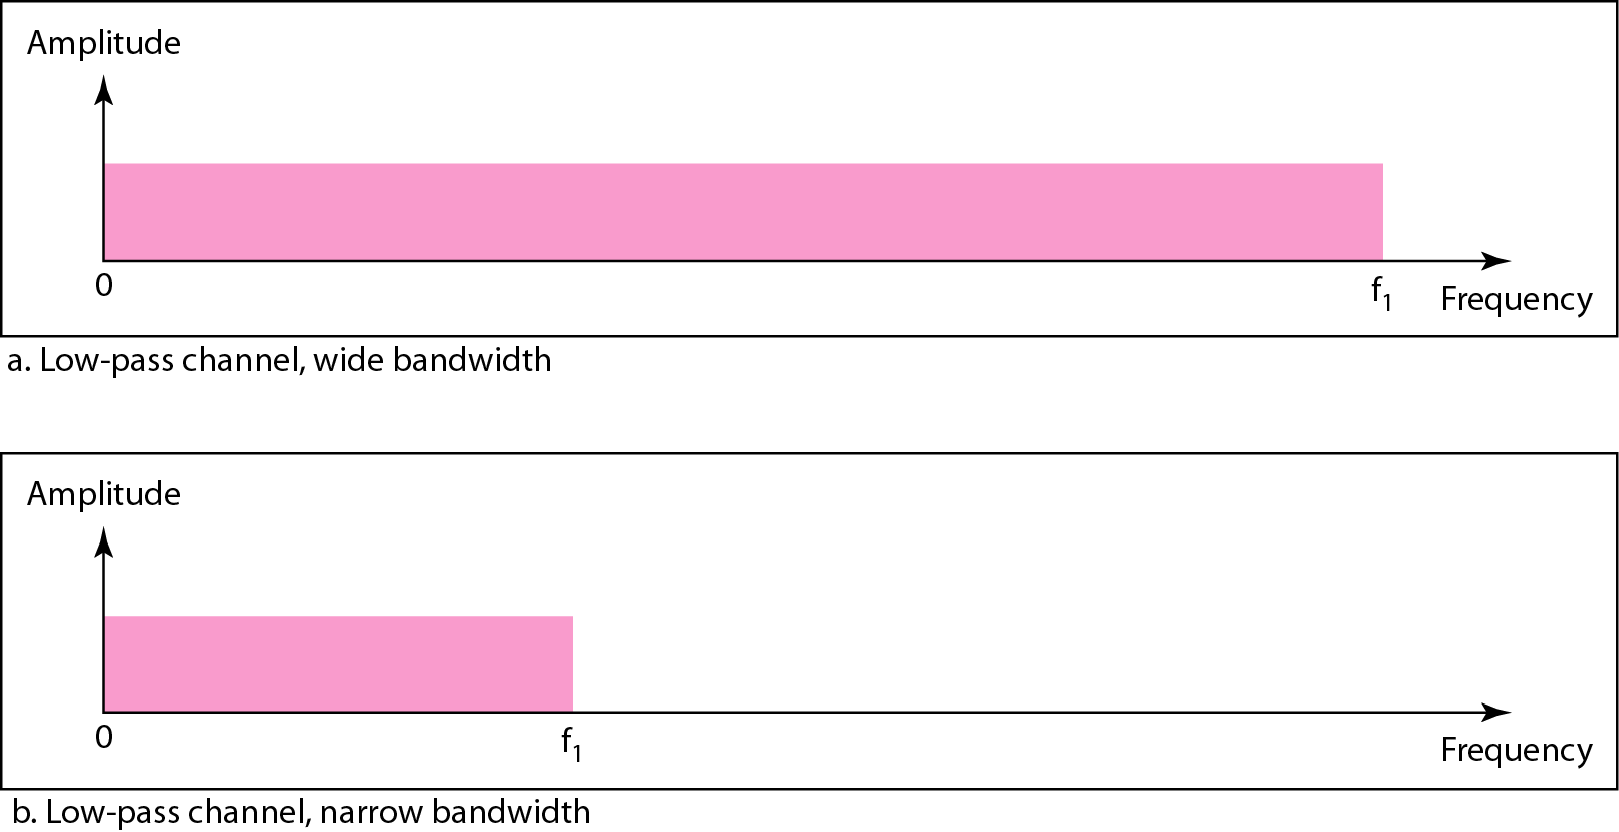 Amplitude
0
f₁
Frequency
a. Low-pass channel, wide bandwidth
Amplitude
0
f₁
Frequency
b. Low-pass channel, narrow bandwidth